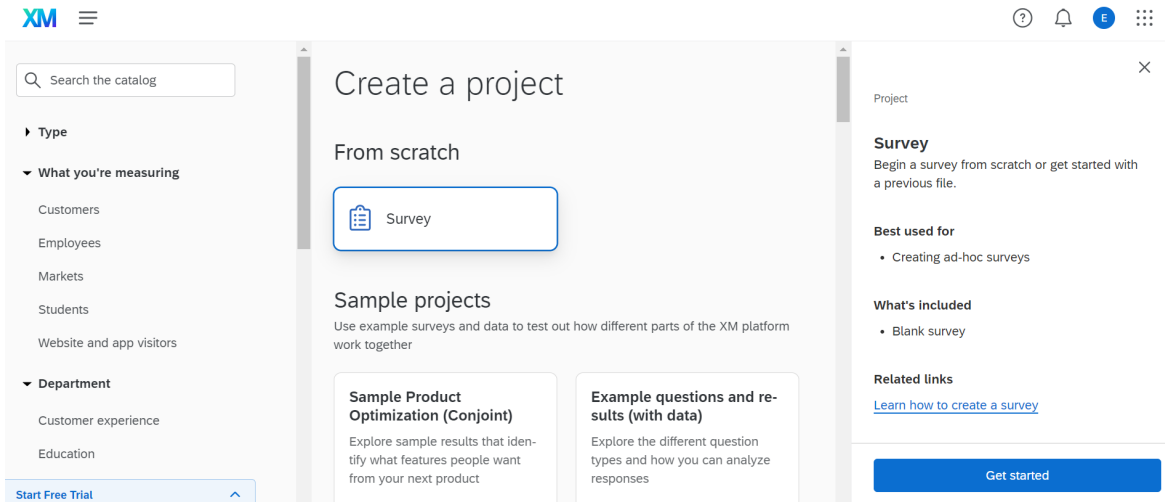 XM
E
Search the catalog
Type
What you're measuring
Customers
Employees
Markets
Students
Website and app visitors
Department
Customer experience
Education
Start Free Trial
Create a project
From scratch
Survey
Sample projects
Use example surveys and data to test out how different parts of the XM platform
work together
Sample Product
Optimization (Conjoint)
Explore sample results that iden-
tify what features people want
from your next product
Example questions and re-
sults (with data)
Explore the different question
types and how you can analyze
responses
Project
Survey
Begin a survey from scratch or get started with
a previous file.
Best used for
• Creating ad-hoc surveys
What's included
• Blank survey
Related links
Learn how to create a survey
Get started